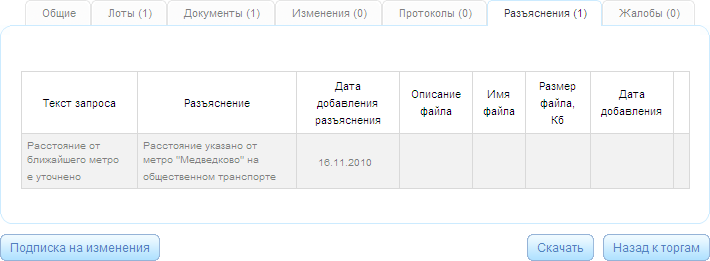 Общие Лоты (1) Документы (1) Изменения (0) Протоколы (0) Разъяснения (1) Жалобы (0)
Текст запроса
Разъяснение
Дата
добавления
разъяснения
Описание
файла
Имя
файла
Размер
файла,
Кб
Дата
добавления
Расстояние от
ближайшего метро
е уточнено
Расстояние указано от
метро "Медведково" на
общественном транспорте
16.11.2010
Подписка на изменения
Скачать
Назад к торгам